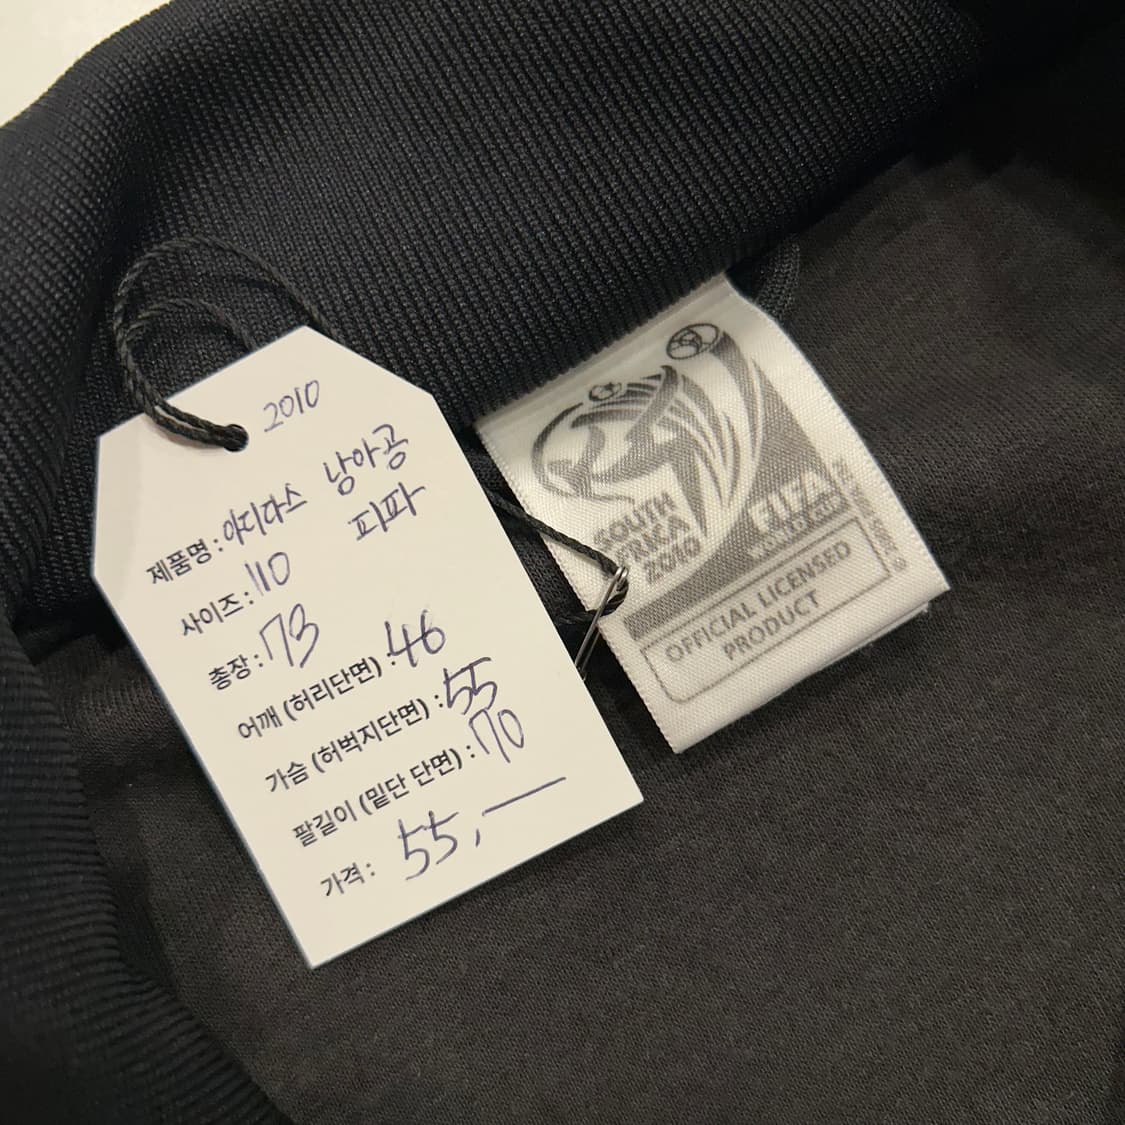 2010
제품명 : 아디다스 남아공
피파
사이즈 : 110
총장 : 73
어깨 (허리단면) : 46
가슴 (허벅지단면) : 55
팔길이 (밑단 단면) : 70
가격 : 55,—
SOUTH
AFRICA
2010
FIFA
WORLD CUP
OFFICIAL LICENSED
PRODUCT
©